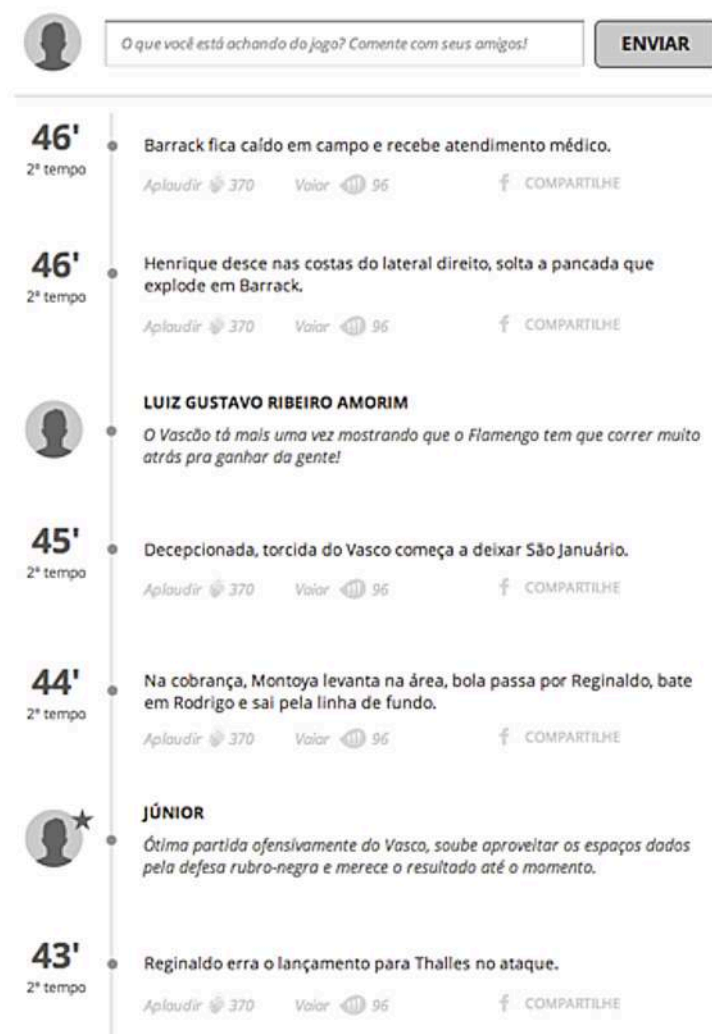 O que você está achando do jogo? Comente com seus amigos!
ENVIAR
46'
2º tempo
Barrack fica caído em campo e recebe atendimento médico.
Aplaudir 370 Vaiar 96 COMPARTILHE
46'
2º tempo
Henrique desce nas costas do lateral direito, solta a pancada que
explode em Barrack.
Aplaudir 370 Vaiar 96 COMPARTILHE
LUIZ GUSTAVO RIBEIRO AMORIM
O Vascão tá mais uma vez mostrando que o Flamengo tem que correr muito
atrás pra ganhar da gente!
45'
2º tempo
Decepcionada, torcida do Vasco começa a deixar São Januário.
Aplaudir 370 Vaiar 96 COMPARTILHE
44'
2º tempo
Na cobrança, Montoya levanta na área, bola passa por Reginaldo, bate
em Rodrigo e sai pela linha de fundo.
Aplaudir 370 Vaiar 96 COMPARTILHE
JÚNIOR
Ótima partida ofensivamente do Vasco, soube aproveitar os espaços dados
pela defesa rubro-negra e merece o resultado até o momento.
43'
2º tempo
Reginaldo erra o lançamento para Thalles no ataque.
Aplaudir 370 Vaiar 96 COMPARTILHE